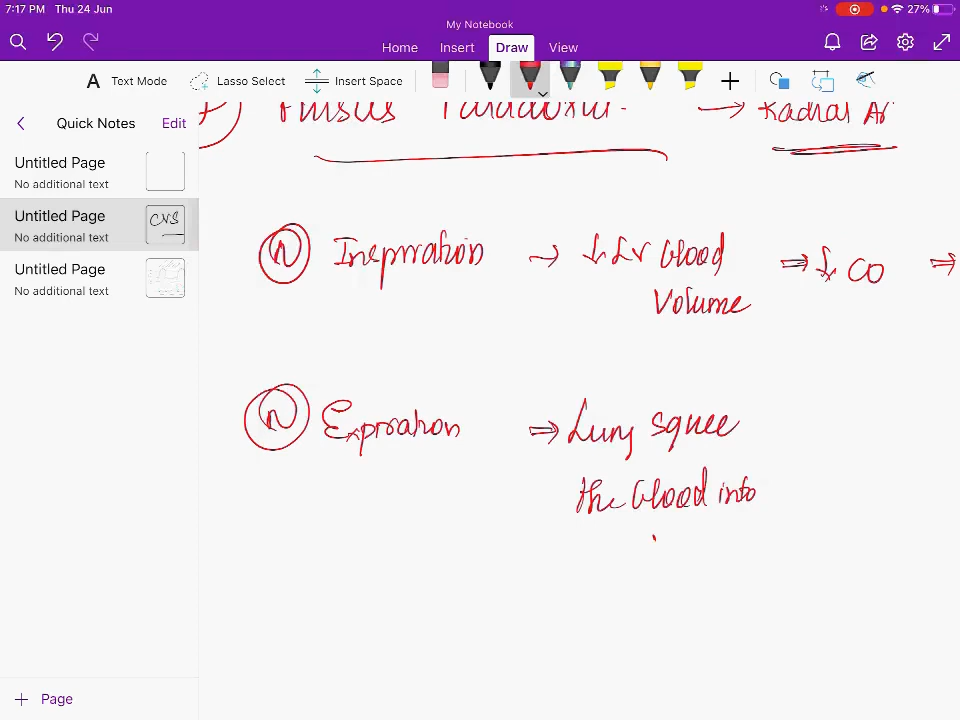 7:17 PM Thu 24 Jun
27%
My Notebook
Home Insert Draw View
Text Mode Lasso Select Insert Space
Quick Notes Edit
Untitled Page
No additional text
Untitled Page
No additional text
CNS
Untitled Page
No additional text
Pulsus Paradoxus → Radial Ar
N Inspiration → ↓ LV blood ⇒ ↓ CO ⇒
Volume
N Expiration ⇒ Lung squee
the blood into
+ Page